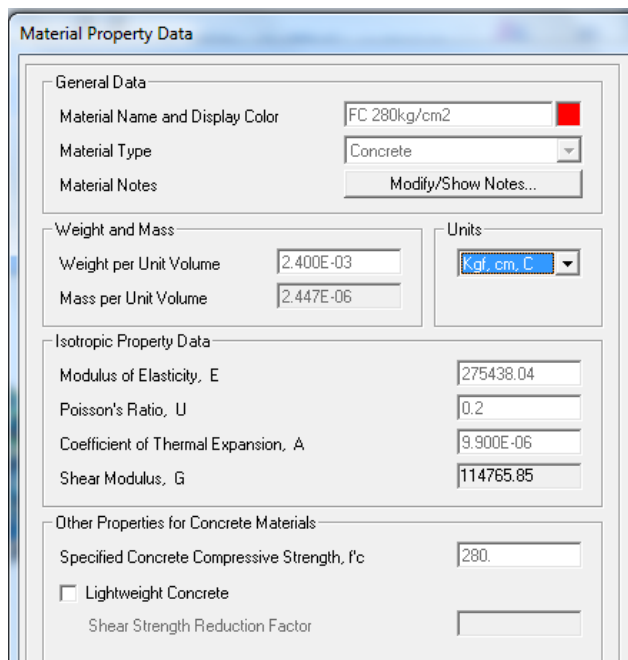 Material Property Data
General Data
Material Name and Display Color FC 280kg/cm2
Material Type Concrete
Material Notes Modify/Show Notes...
Weight and Mass Units
Weight per Unit Volume 2.400E-03 Kgf, cm, C
Mass per Unit Volume 2.447E-06
Isotropic Property Data
Modulus of Elasticity, E 275438.04
Poisson's Ratio, U 0.2
Coefficient of Thermal Expansion, A 9.900E-06
Shear Modulus, G 114765.85
Other Properties for Concrete Materials
Specified Concrete Compressive Strength, f'c 280.
Lightweight Concrete
Shear Strength Reduction Factor